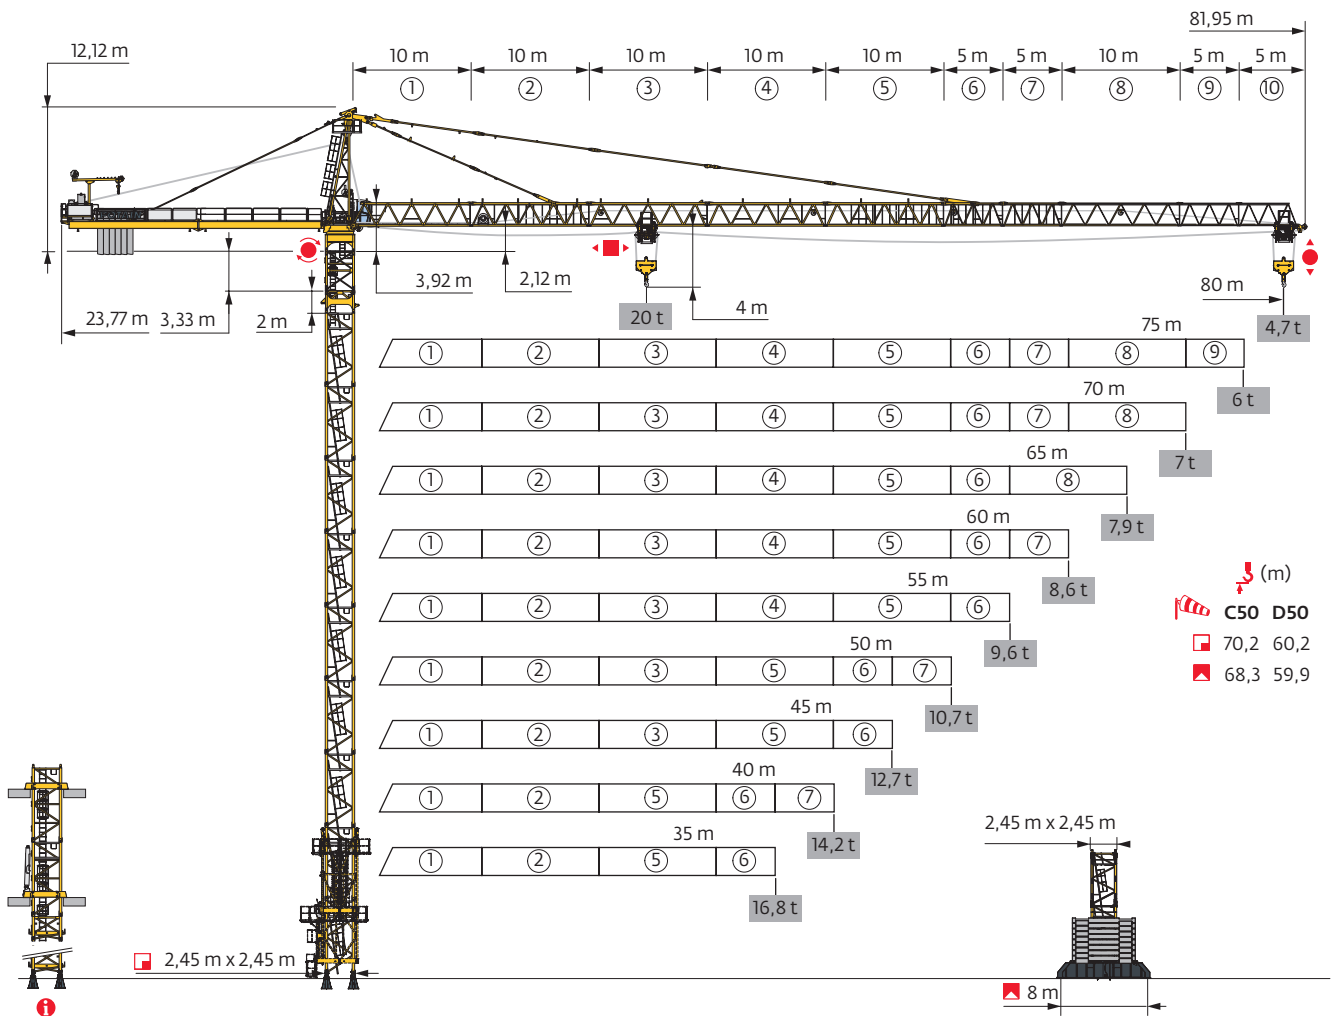 81,95 m
12,12 m
10 m 10 m 10 m 10 m 10 m 5 m 5 m 10 m 5 m 5 m
① ② ③ ④ ⑤ ⑥ ⑦ ⑧ ⑨ ⑩
3,92 m 2,12 m 80 m
23,77 m 3,33 m 2 m 20 t 4 m 4,7 t
75 m
① ② ③ ④ ⑤ ⑥ ⑦ ⑧ ⑨
6 t
70 m
① ② ③ ④ ⑤ ⑥ ⑦ ⑧
7 t
65 m
① ② ③ ④ ⑤ ⑥ ⑧
7,9 t
60 m
① ② ③ ④ ⑤ ⑥ ⑦
8,6 t
(m)
C50 D50
70,2 60,2
68,3 59,9
55 m
① ② ③ ④ ⑤ ⑥
9,6 t
50 m
① ② ③ ⑤ ⑥ ⑦
10,7 t
45 m
① ② ③ ⑤ ⑥
12,7 t
40 m
① ② ⑤ ⑥ ⑦
14,2 t
35 m
① ② ⑤ ⑥
16,8 t
2,45 m x 2,45 m
2,45 m x 2,45 m
8 m
i